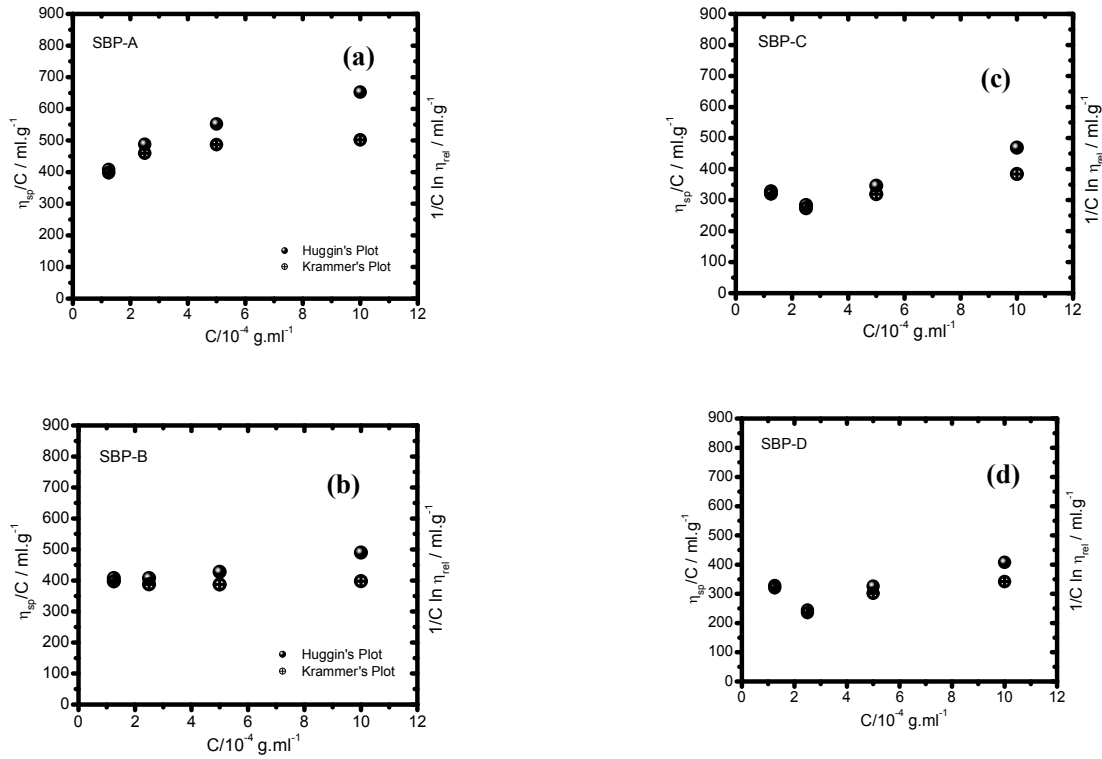 900
800
700
600
500
400
300
200
100
0
SBP-A
(a)
η_sp/C / ml.g⁻¹
1/C ln η_rel / ml.g⁻¹
Huggin's Plot
Krammer's Plot
0 2 4 6 8 10 12
C/10⁻⁴ g.ml⁻¹
900
800
700
600
500
400
300
200
100
0
SBP-C
(c)
η_sp/C / ml.g⁻¹
1/C ln η_rel / ml.g⁻¹
0 2 4 6 8 10 12
C/10⁻⁴ g.ml⁻¹
900
800
700
600
500
400
300
200
100
0
SBP-B
(b)
η_sp/C / ml.g⁻¹
1/C ln η_rel / ml.g⁻¹
Huggin's Plot
Krammer's Plot
0 2 4 6 8 10 12
C/10⁻⁴ g.ml⁻¹
900
800
700
600
500
400
300
200
100
0
SBP-D
(d)
η_sp/C / ml.g⁻¹
1/C ln η_rel / ml.g⁻¹
0 2 4 6 8 10 12
C/10⁻⁴ g.ml⁻¹